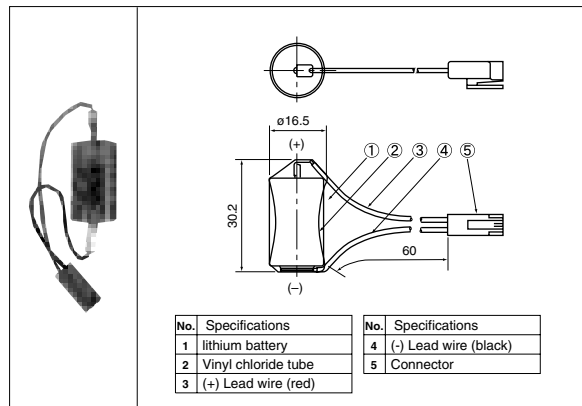 ø16.5
(+)
① ② ③ ④ ⑤
30.2
60
(–)
No. Specifications
1 lithium battery
2 Vinyl chloride tube
3 (+) Lead wire (red)
No. Specifications
4 (-) Lead wire (black)
5 Connector